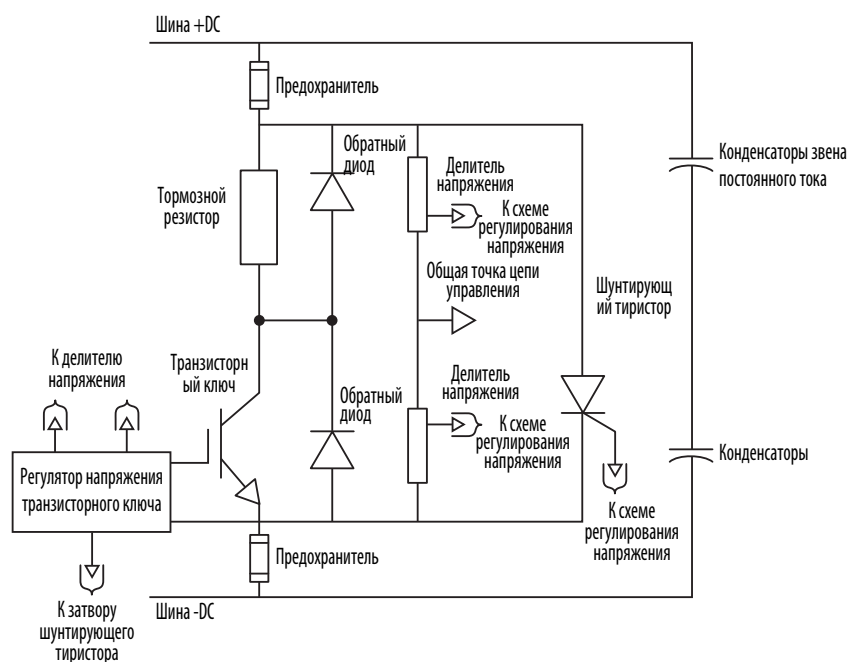 Шина +DC
Предохранитель
Обратный
диод
Делитель
напряжения
Конденсаторы звена
постоянного тока
Тормозной
резистор
К схеме
регулирования
напряжения
Общая точка цепи
управления
Шунтирующ
ий тиристор
К делителю
напряжения
Транзисторн
ый ключ
Обратный
диод
Делитель
напряжения
К схеме
регулирования
напряжения
Конденсаторы
Регулятор напряжения
транзисторного ключа
К схеме
регулирования
напряжения
Предохранитель
Шина -DC
К затвору
шунтирующего
тиристора